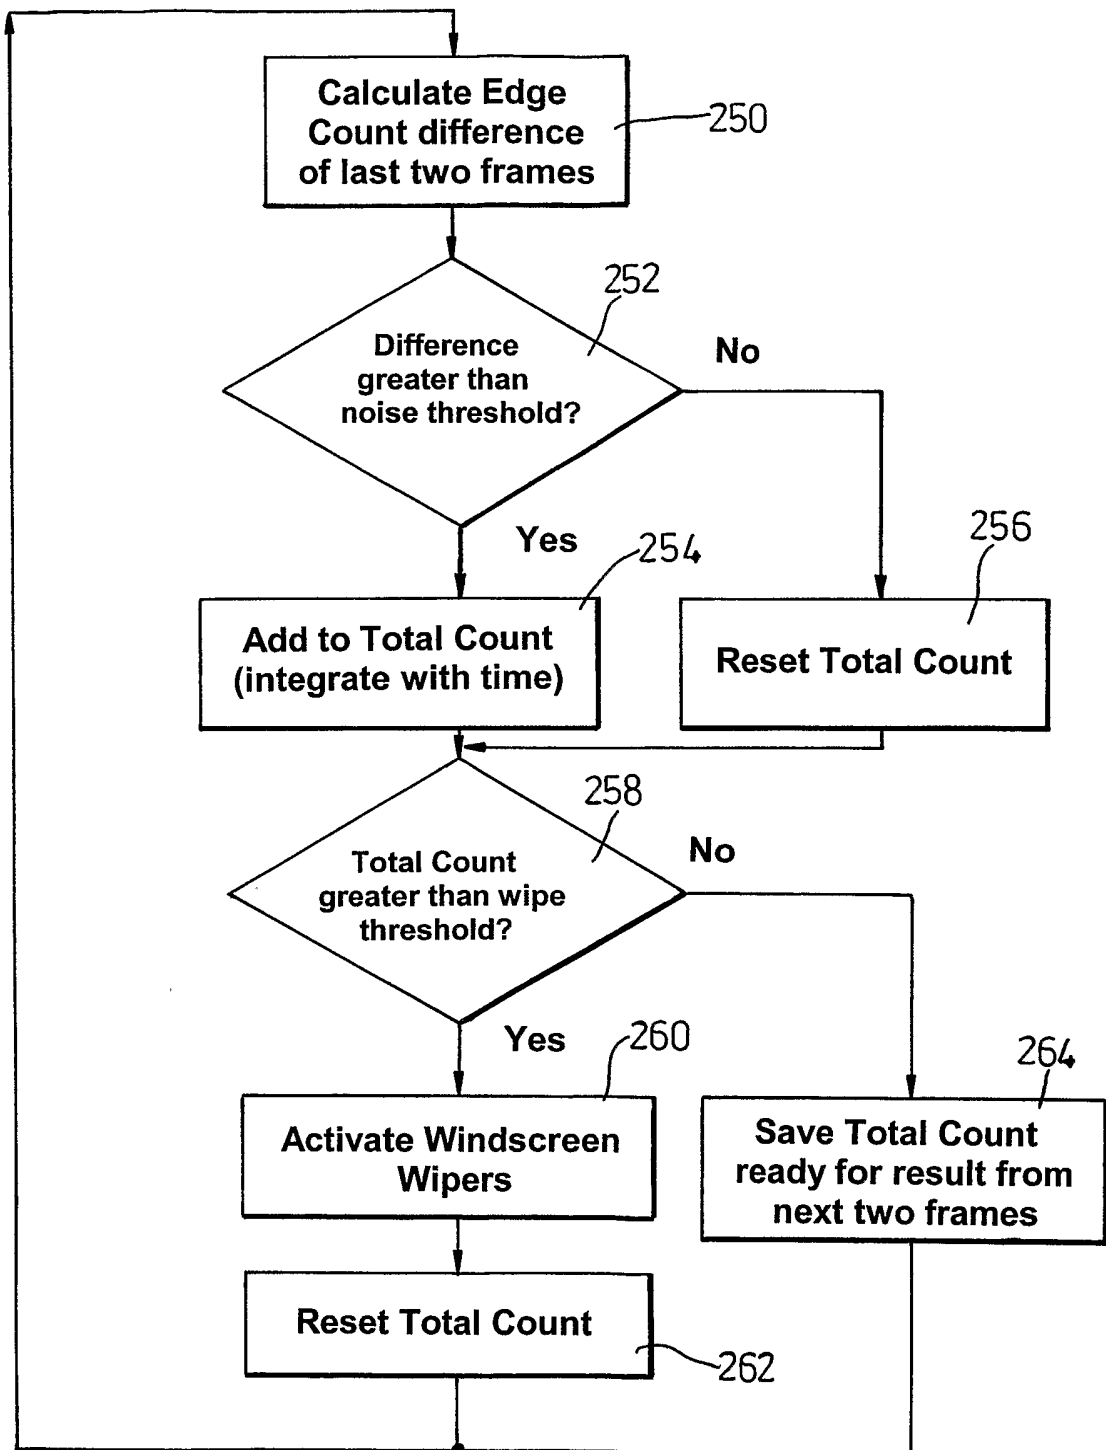 Calculate Edge
Count difference
of last two frames
250
252
Difference
greater than
noise threshold?
No
Yes
254
256
Add to Total Count
(integrate with time)
Reset Total Count
258
Total Count
greater than wipe
threshold?
No
Yes
260
264
Activate Windscreen
Wipers
Save Total Count
ready for result from
next two frames
Reset Total Count
262